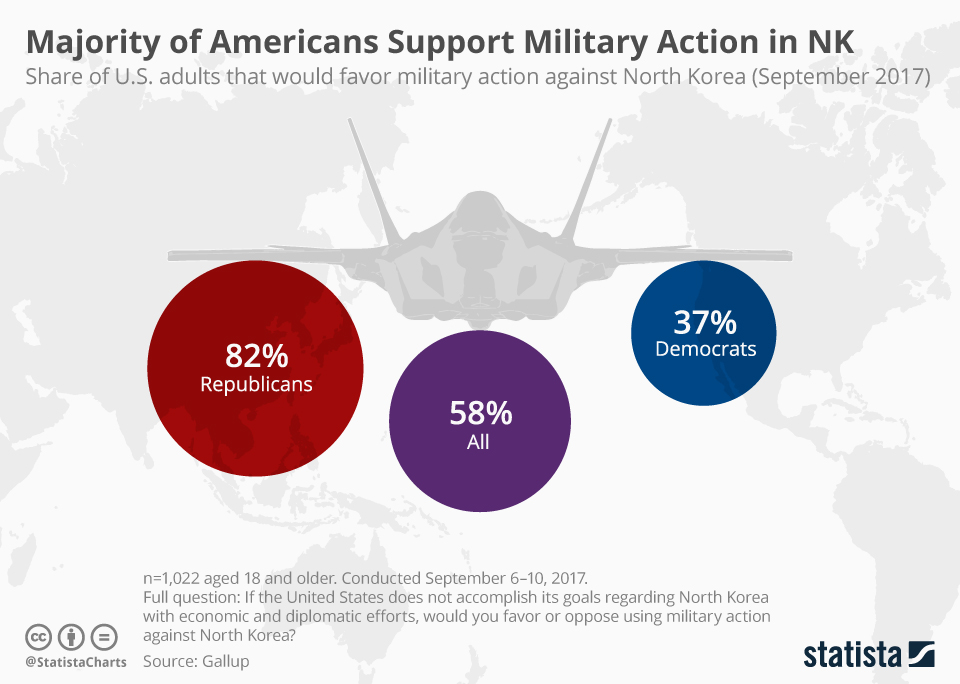 Majority of Americans Support Military Action in NK
Share of U.S. adults that would favor military action against North Korea (September 2017)
82%
Republicans
58%
All
37%
Democrats
n=1,022 aged 18 and older. Conducted September 6–10, 2017.
Full question: If the United States does not accomplish its goals regarding North Korea
with economic and diplomatic efforts, would you favor or oppose using military action
against North Korea?
cc
@StatistaCharts
Source: Gallup
statista